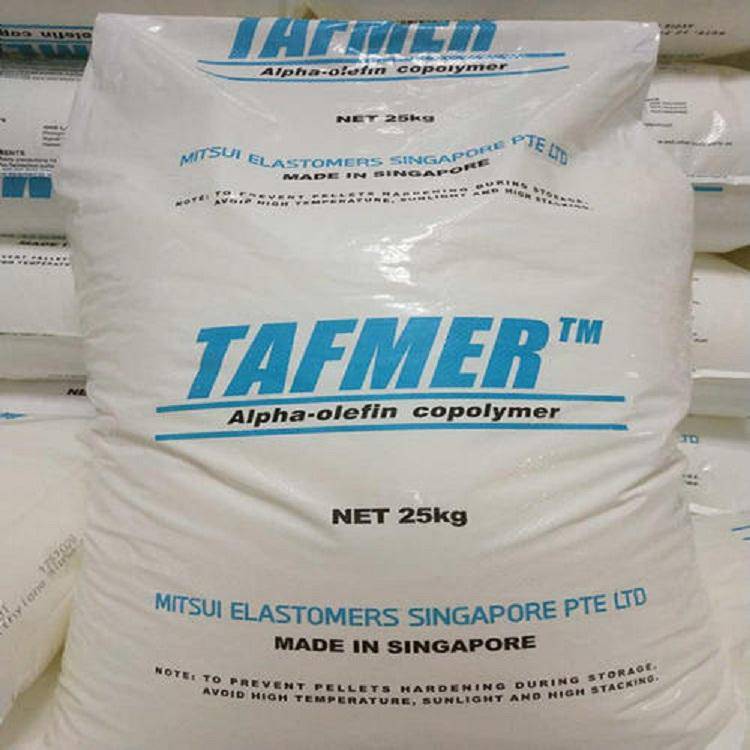 TAFMER
Alpha-olefin copolymer
NET 25kg
MITSUI ELASTOMERS SINGAPORE PTE LTD
MADE IN SINGAPORE
NOTE: TO PREVENT PELLETS HARDENING DURING STORAGE,
AVOID HIGH TEMPERATURE, SUNLIGHT AND HIGH STACKING.
TAFMER™
Alpha-olefin copolymer
NET 25kg
MITSUI ELASTOMERS SINGAPORE PTE LTD
MADE IN SINGAPORE
NOTE: TO PREVENT PELLETS HARDENING DURING STORAGE,
AVOID HIGH TEMPERATURE, SUNLIGHT AND HIGH STACKING.